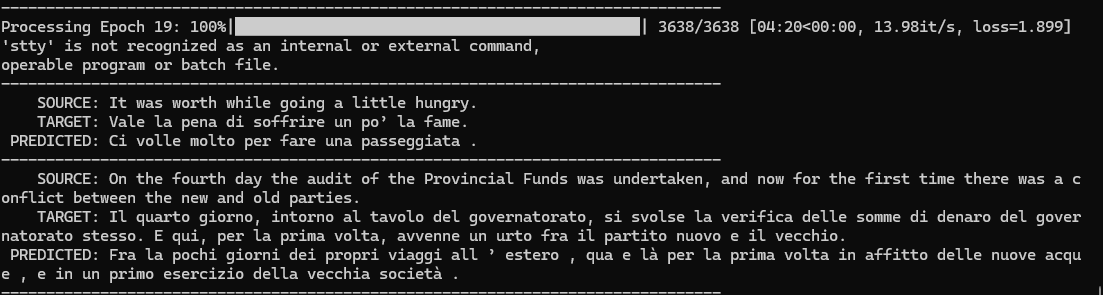 --------------------------------------------------------------------------------
Processing Epoch 19: 100%|██████████████████████████████████████████████| 3638/3638 [04:20<00:00, 13.98it/s, loss=1.899]
'stty' is not recognized as an internal or external command,
operable program or batch file.
--------------------------------------------------------------------------------
    SOURCE: It was worth while going a little hungry.
    TARGET: Vale la pena di soffrire un po’ la fame.
 PREDICTED: Ci volle molto per fare una passeggiata .
--------------------------------------------------------------------------------
    SOURCE: On the fourth day the audit of the Provincial Funds was undertaken, and now for the first time there was a c
onflict between the new and old parties.
    TARGET: Il quarto giorno, intorno al tavolo del governatorato, si svolse la verifica delle somme di denaro del gover
natorato stesso. E qui, per la prima volta, avvenne un urto fra il partito nuovo e il vecchio.
 PREDICTED: Fra la pochi giorni dei propri viaggi all ’ estero , qua e là per la prima volta in affitto delle nuove acqu
e , e in un primo esercizio della vecchia società .
--------------------------------------------------------------------------------